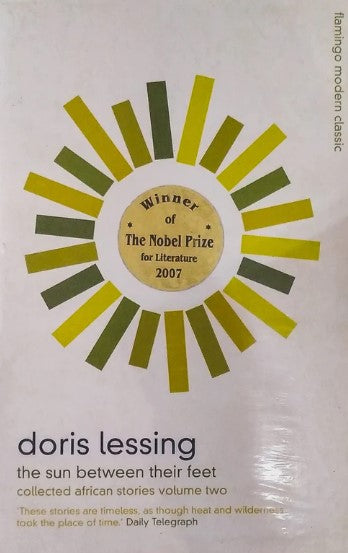 flamingo modern classic
Winner
of
* The Nobel Prize *
for Literature
2007
doris lessing
the sun between their feet
collected african stories volume two
'These stories are timeless, as though heat and wilderness
took the place of time.' Daily Telegraph